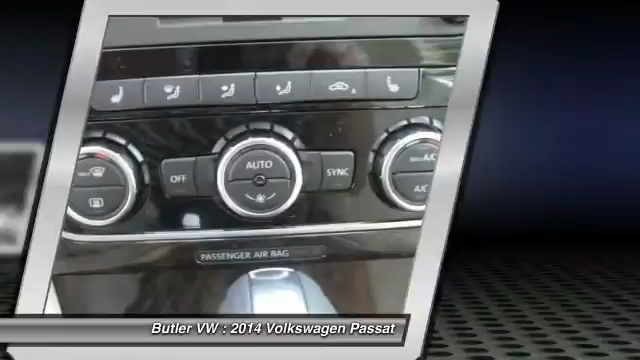 A
AUTO
OFF
SYNC
A/C
A/C
PASSENGER AIR BAG
Butler VW : 2014 Volkswagen Passat